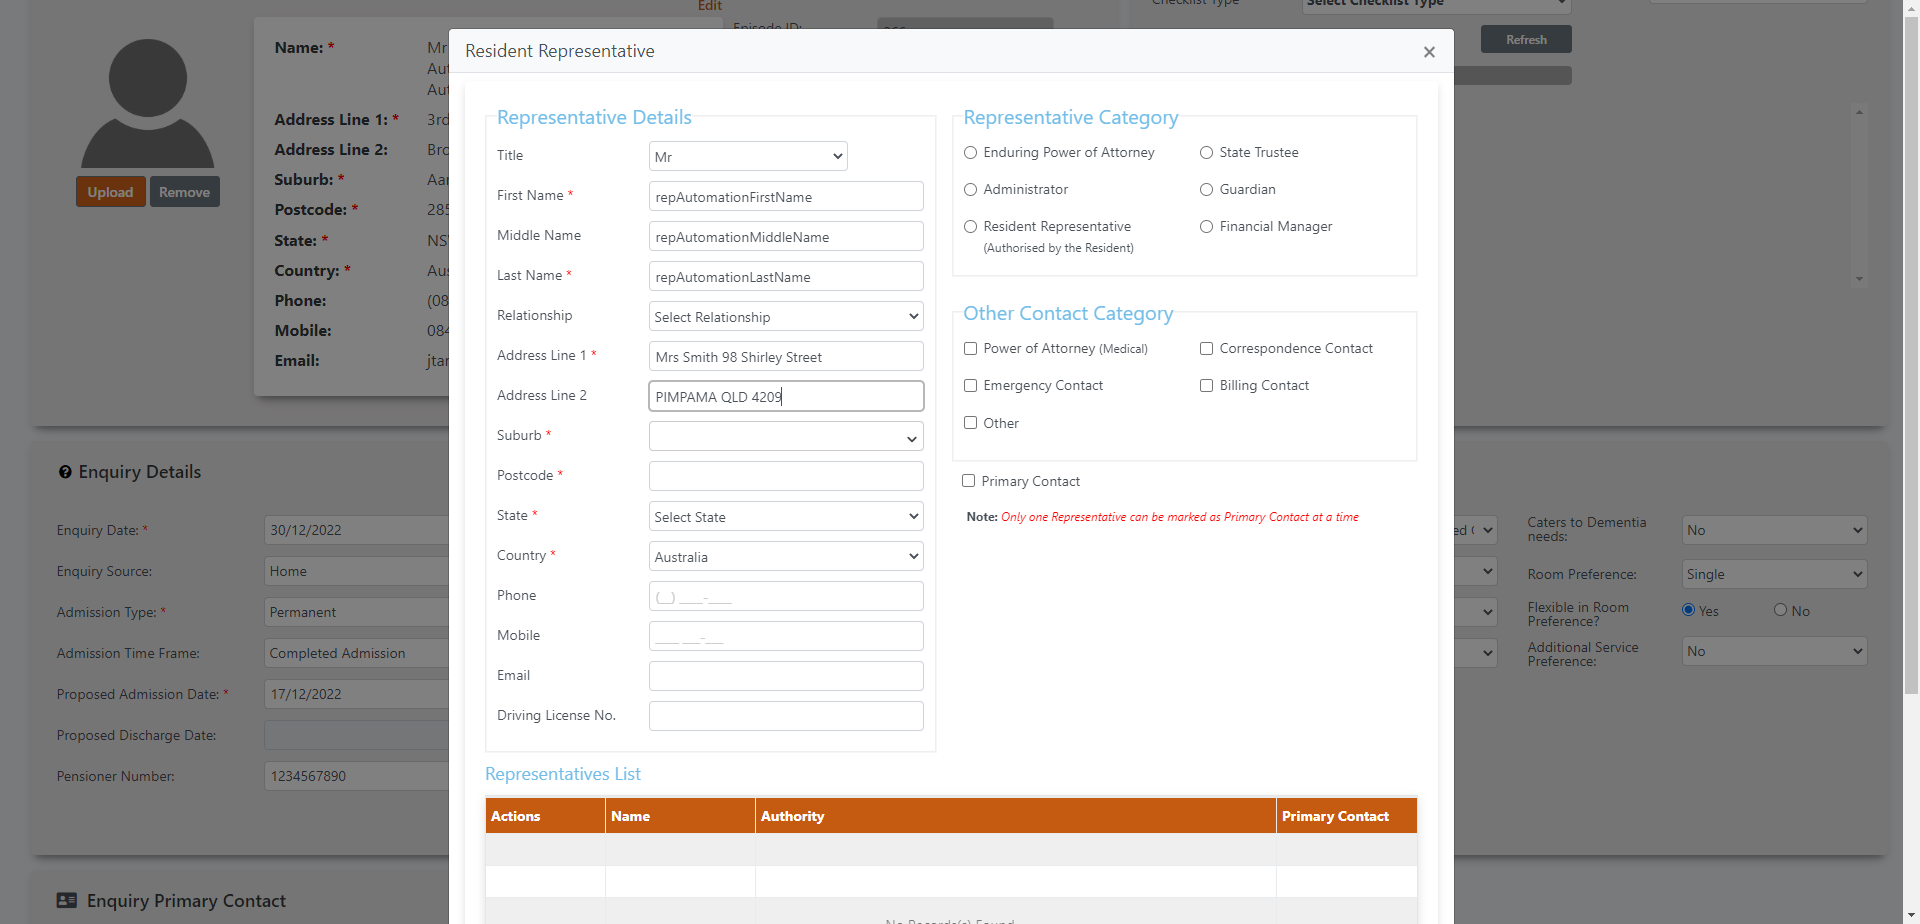 Edit
Episode ID:
Checklist Type
Select Checklist Type
Refresh
Name: *
Mr
Address Line 1: *
3rd
Address Line 2:
Suburb: *
Postcode: *
285
State: *
Country: *
Phone:
(08
Mobile:
084
Email:
Upload
Remove
Resident Representative
×
Representative Details
Title
Mr
First Name *
repAutomationFirstName
Middle Name
repAutomationMiddleName
Last Name *
repAutomationLastName
Relationship
Select Relationship
Address Line 1 *
Mrs Smith 98 Shirley Street
Address Line 2
PIMPAMA QLD 4209
Suburb *
Postcode *
State *
Select State
Country *
Australia
Phone
(__) ____-____
Mobile
____ ___-___
Email
Driving License No.
Representative Category
Enduring Power of Attorney
State Trustee
Administrator
Guardian
Resident Representative
(Authorised by the Resident)
Financial Manager
Other Contact Category
Power of Attorney (Medical)
Correspondence Contact
Emergency Contact
Billing Contact
Other
Primary Contact
Note: Only one Representative can be marked as Primary Contact at a time
Representatives List
Actions
Name
Authority
Primary Contact
Enquiry Details
Enquiry Date: *
30/12/2022
Enquiry Source:
Home
Admission Type: *
Permanent
Admission Time Frame:
Completed Admission
Proposed Admission Date: *
17/12/2022
Proposed Discharge Date:
Pensioner Number:
1234567890
Caters to Dementia
needs:
No
Room Preference:
Single
Flexible in Room
Preference?
Yes
No
Additional Service
Preference:
No
Enquiry Primary Contact